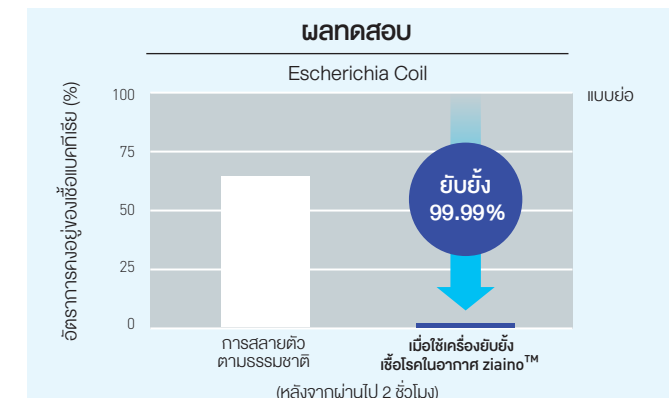 ผลทดสอบ
Escherichia Coil
อัตราการคงอยู่ของเชื้อแบคทีเรีย (%)
100
75
50
25
0
แบบย่อ
ยับยั้ง
99.99%
การสลายตัว
ตามธรรมชาติ
เมื่อใช้เครื่องยับยั้ง
เชื้อโรคในอากาศ ziaino™
(หลังจากผ่านไป 2 ชั่วโมง)